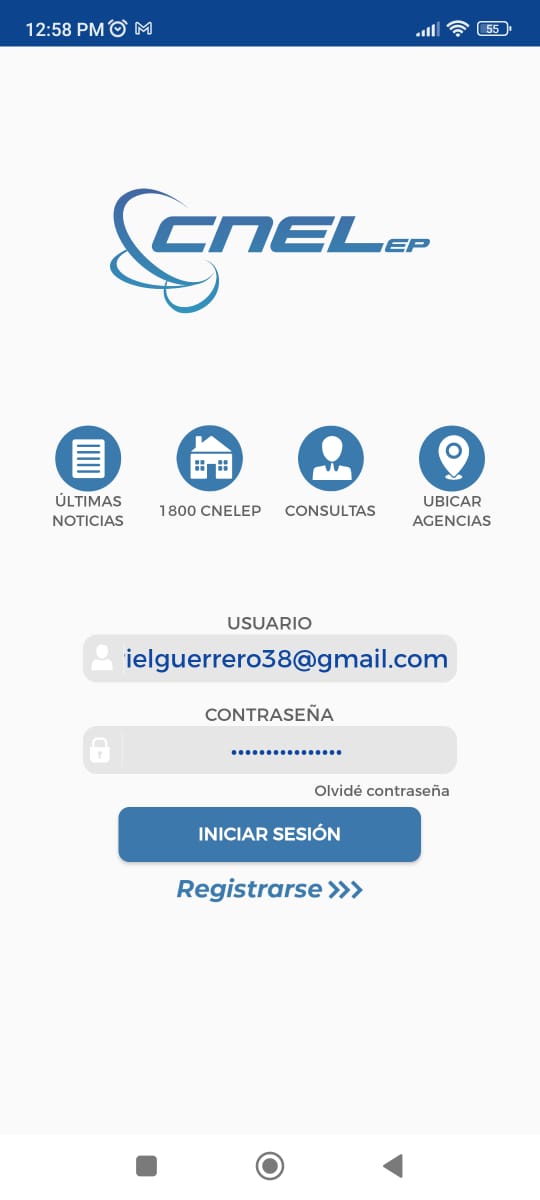 12:58 PM
55
CNEL EP
ÚLTIMAS NOTICIAS
1800 CNELEP
CONSULTAS
UBICAR AGENCIAS
USUARIO
ielguerrero38@gmail.com
CONTRASEÑA
••••••••••••••••
Olvidé contraseña
INICIAR SESIÓN
Registrarse